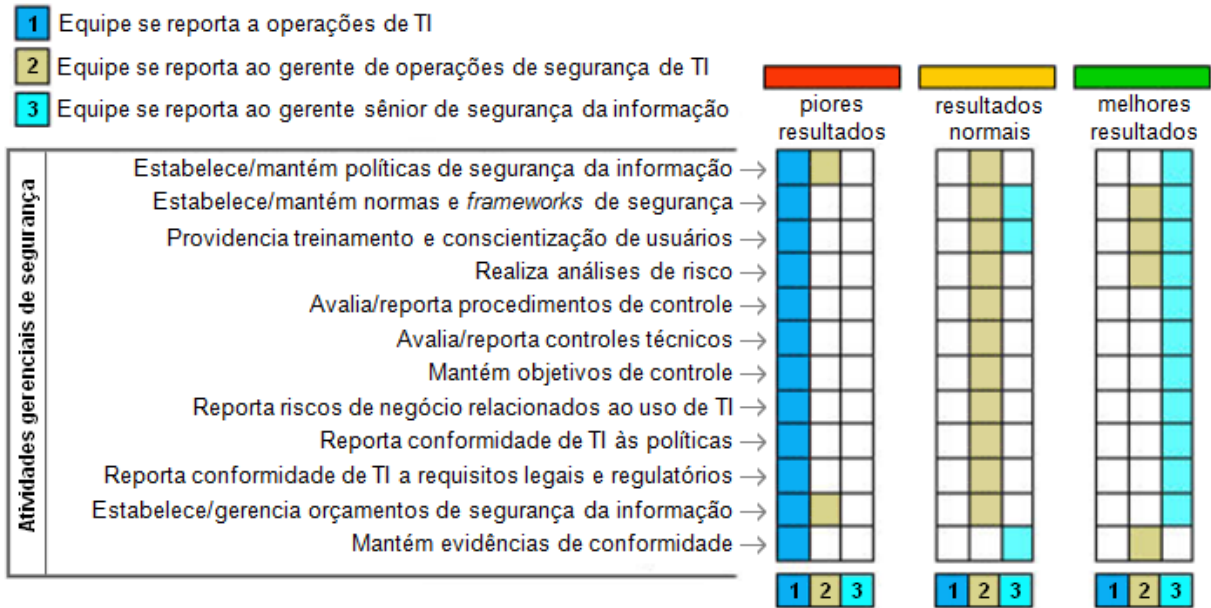 1 Equipe se reporta a operações de TI
2 Equipe se reporta ao gerente de operações de segurança de TI
3 Equipe se reporta ao gerente sênior de segurança da informação
piores resultados
resultados normais
melhores resultados
Atividades gerenciais de segurança
Estabelece/mantém políticas de segurança da informação
Estabelece/mantém normas e frameworks de segurança
Providencia treinamento e conscientização de usuários
Realiza análises de risco
Avalia/reporta procedimentos de controle
Avalia/reporta controles técnicos
Mantém objetivos de controle
Reporta riscos de negócio relacionados ao uso de TI
Reporta conformidade de TI às políticas
Reporta conformidade de TI a requisitos legais e regulatórios
Estabelece/gerencia orçamentos de segurança da informação
Mantém evidências de conformidade
1 2 3 1 2 3 1 2 3